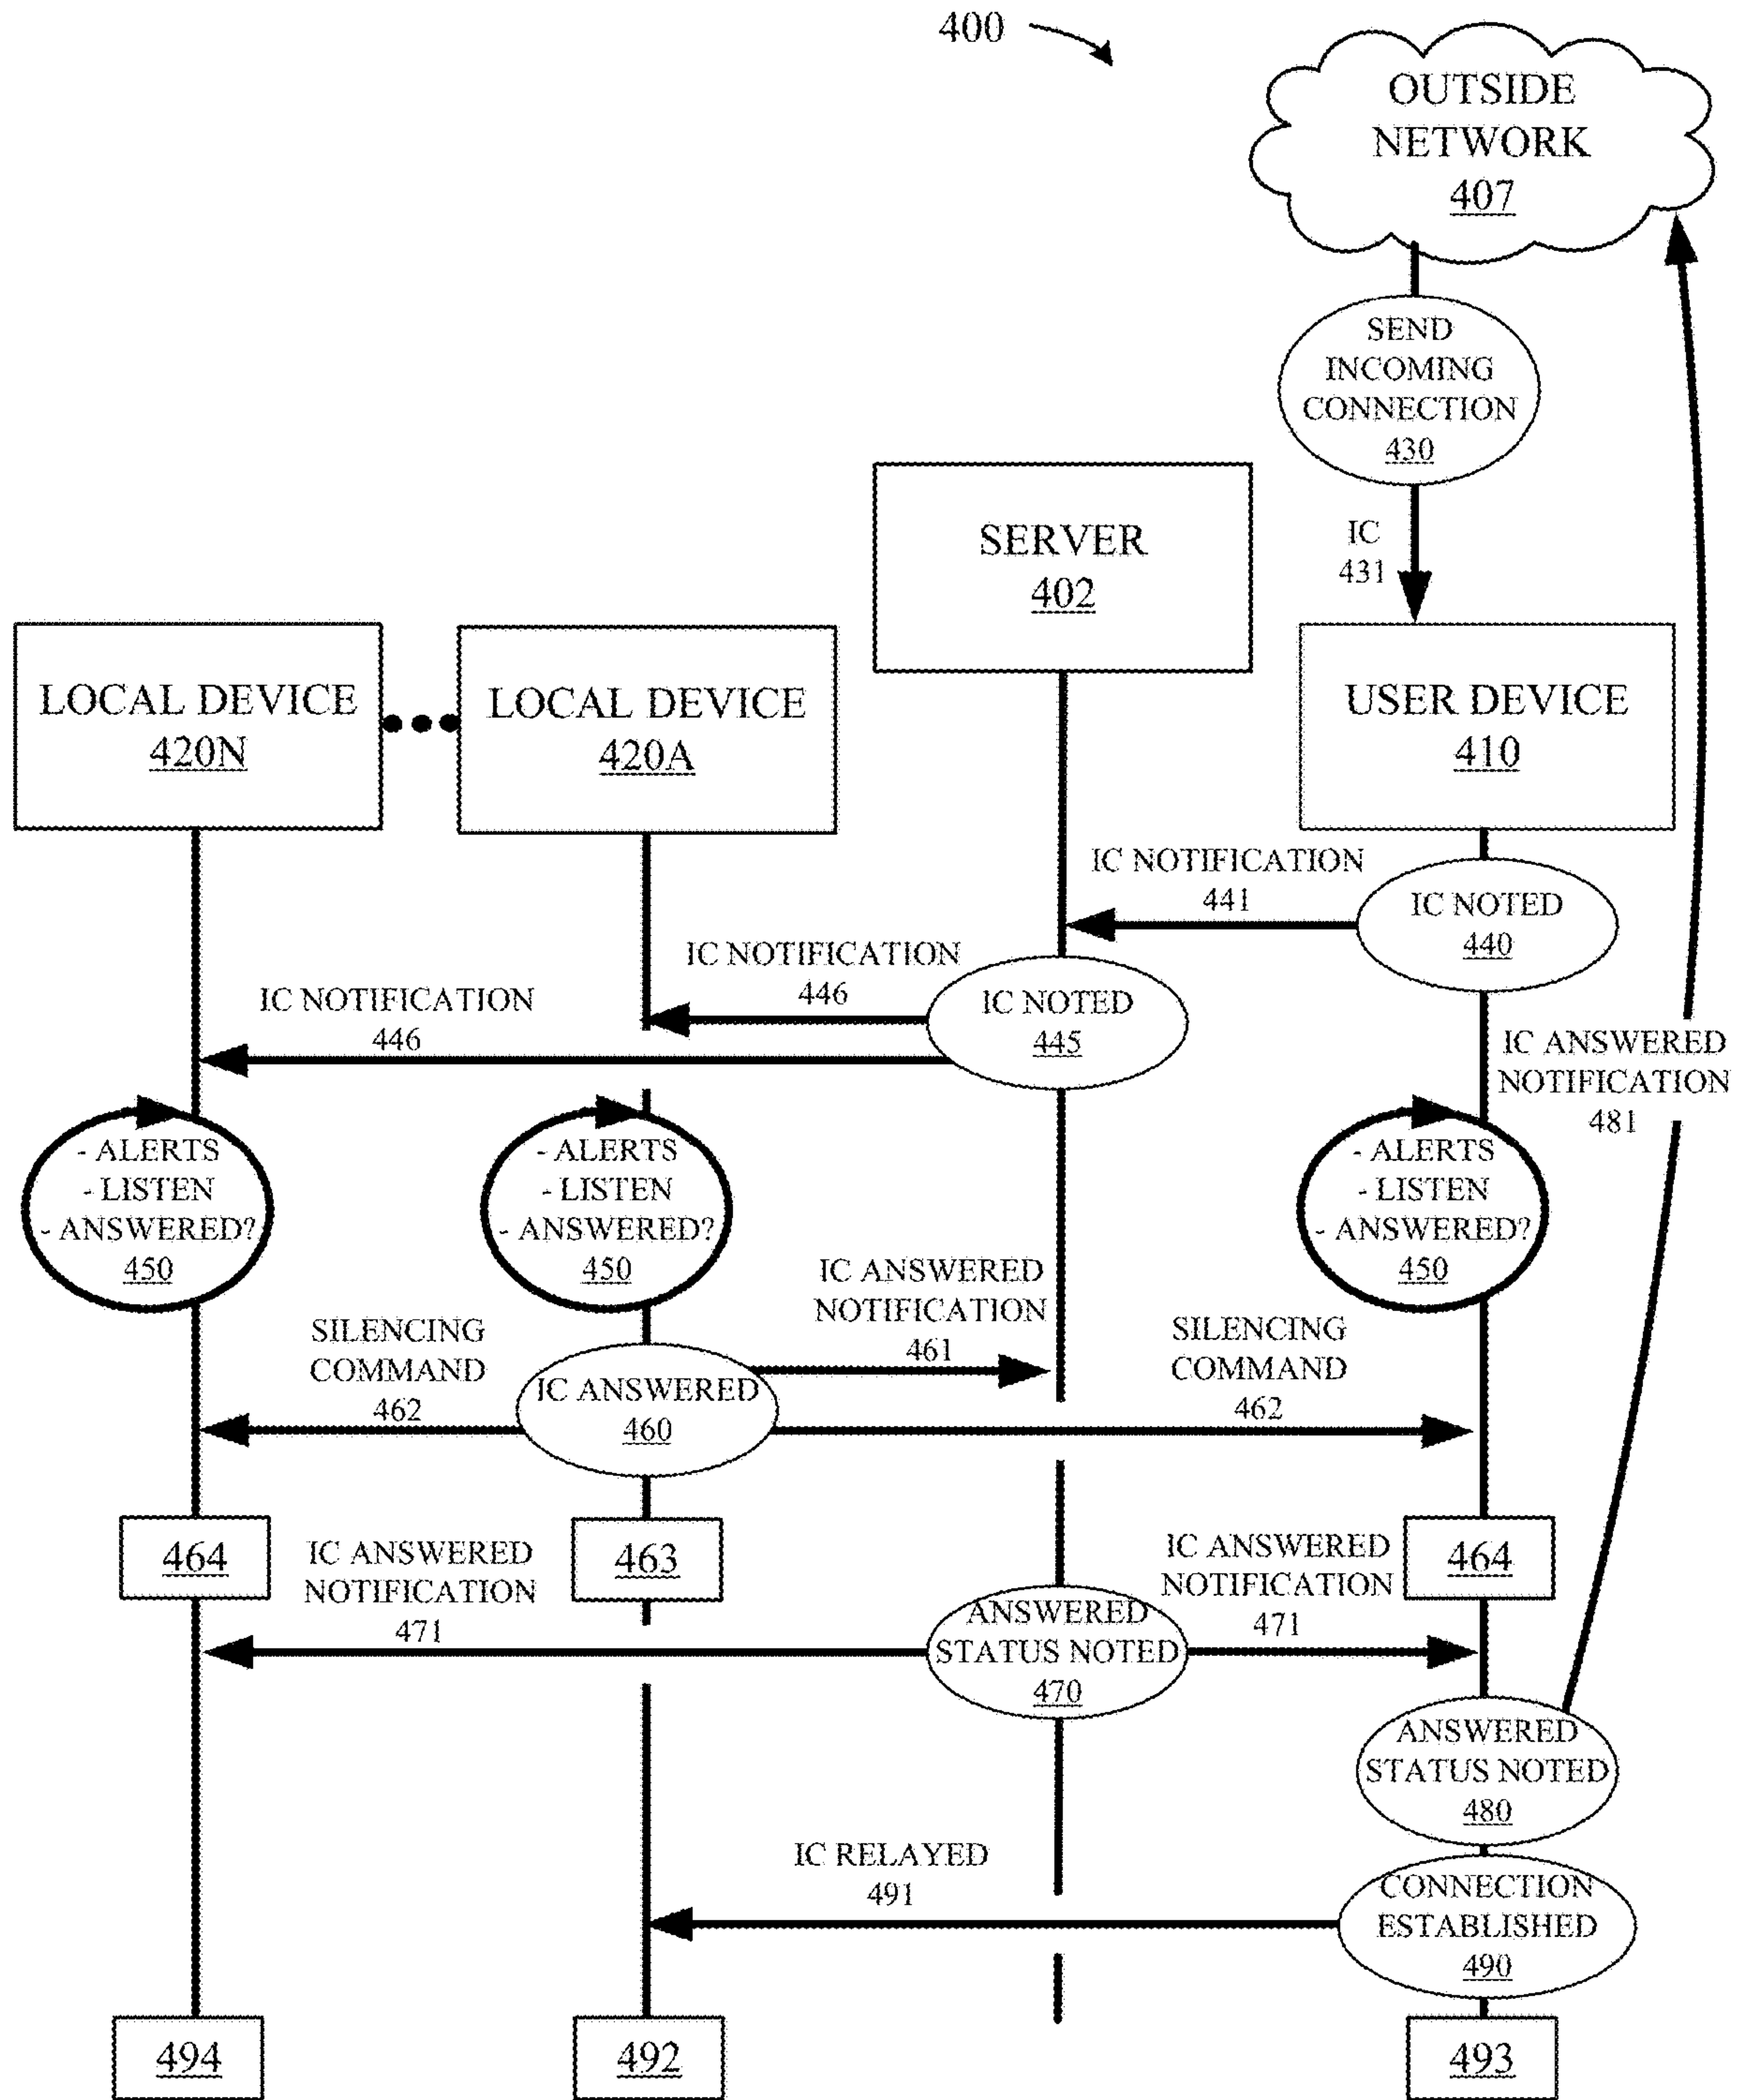 400
OUTSIDE
NETWORK
407
SEND
INCOMING
CONNECTION
430
IC
431
SERVER
402
LOCAL DEVICE
420N
LOCAL DEVICE
420A
USER DEVICE
410
IC NOTIFICATION
441
IC NOTED
440
IC NOTIFICATION
446
IC NOTED
445
IC NOTIFICATION
446
IC ANSWERED
NOTIFICATION
481
- ALERTS
- LISTEN
- ANSWERED?
450
- ALERTS
- LISTEN
- ANSWERED?
450
- ALERTS
- LISTEN
- ANSWERED?
450
IC ANSWERED
NOTIFICATION
461
SILENCING
COMMAND
462
IC ANSWERED
460
SILENCING
COMMAND
462
464
463
464
IC ANSWERED
NOTIFICATION
471
ANSWERED
STATUS NOTED
470
IC ANSWERED
NOTIFICATION
471
ANSWERED
STATUS NOTED
480
IC RELAYED
491
CONNECTION
ESTABLISHED
490
494
492
493